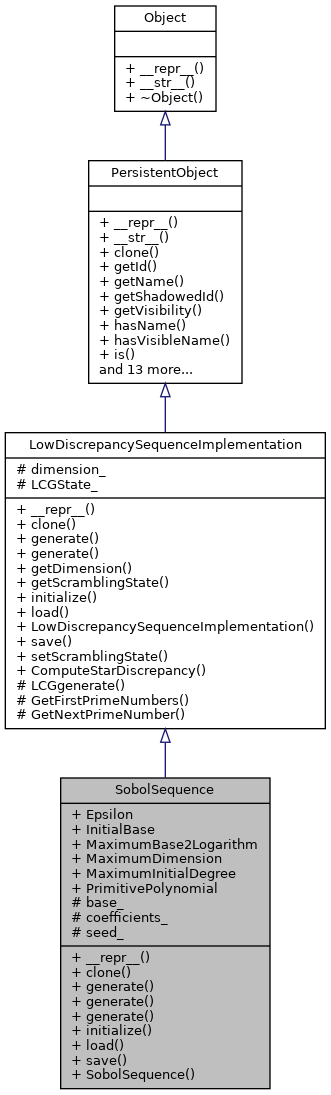 Object
+ __repr__()
+ __str__()
+ ~Object()
PersistentObject
+ __repr__()
+ __str__()
+ clone()
+ getId()
+ getName()
+ getShadowedId()
+ getVisibility()
+ hasName()
+ hasVisibleName()
+ is()
and 13 more...
LowDiscrepancySequenceImplementation
# dimension_
# LCGState_
+ __repr__()
+ clone()
+ generate()
+ generate()
+ getDimension()
+ getScramblingState()
+ initialize()
+ load()
+ LowDiscrepancySequenceImplementation()
+ save()
+ setScramblingState()
+ ComputeStarDiscrepancy()
# LCGgenerate()
# GetFirstPrimeNumbers()
# GetNextPrimeNumber()
SobolSequence
+ Epsilon
+ InitialBase
+ MaximumBase2Logarithm
+ MaximumDimension
+ MaximumInitialDegree
+ PrimitivePolynomial
# base_
# coefficients_
# seed_
+ __repr__()
+ clone()
+ generate()
+ generate()
+ generate()
+ initialize()
+ load()
+ save()
+ SobolSequence()